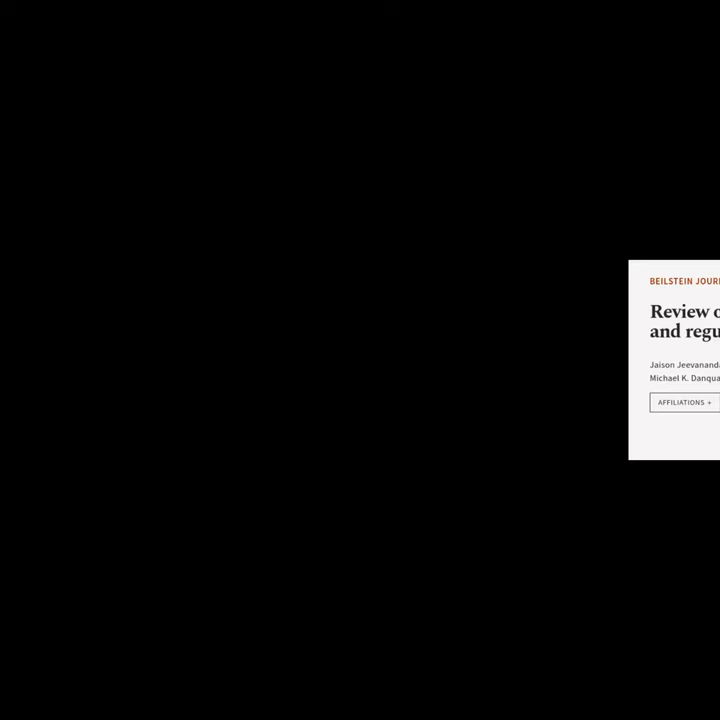 BEILSTEIN JOUR
Review
and regu
Jaison Jeevanand
Michael K. Danqua
AFFILIATIONS +